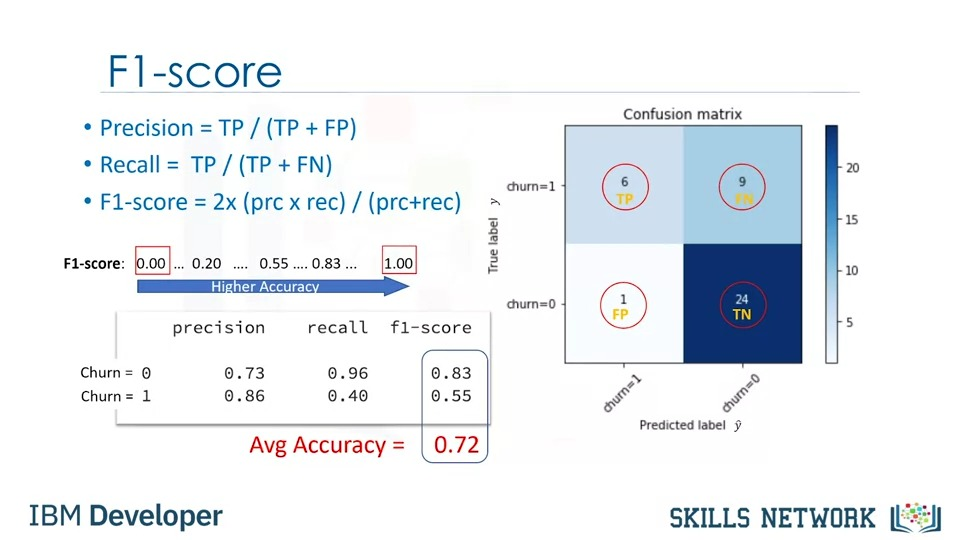 F1-score
• Precision = TP / (TP + FP)
• Recall = TP / (TP + FN)
• F1-score = 2x (prc x rec) / (prc+rec)
F1-score: 0.00 ... 0.20 .... 0.55 .... 0.83 ... 1.00
Higher Accuracy
precision recall f1-score
Churn = 0 0.73 0.96 0.83
Churn = 1 0.86 0.40 0.55
Avg Accuracy = 0.72
Confusion matrix
True label y
churn=1
churn=0
6
TP
9
FN
1
FP
24
TN
churn=1
churn=0
Predicted label ŷ
20
15
10
5
IBM Developer
SKILLS NETWORK